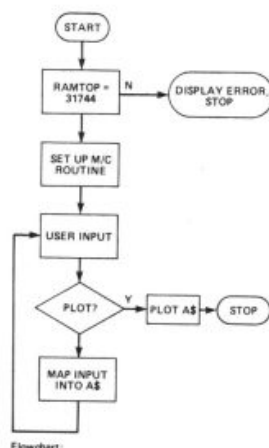 START
RAMTOP =
31744
N
DISPLAY ERROR,
STOP
SET UP M/C
ROUTINE
USER INPUT
PLOT?
Y
PLOT A$
STOP
MAP INPUT
INTO A$
Flowchart: